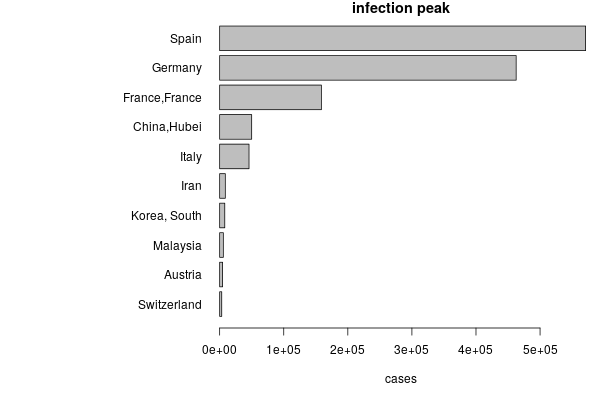 infection peak
Spain
Germany
France,France
China,Hubei
Italy
Iran
Korea, South
Malaysia
Austria
Switzerland
0e+00 1e+05 2e+05 3e+05 4e+05 5e+05
cases